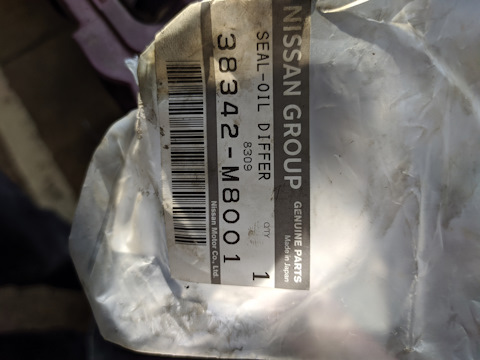 NISSAN GROUP GENUINE PARTS
Made in Japan
SEAL-OIL DIFFER
8309 QTY
38342-M8001 1
Nissan Motor Co., Ltd.